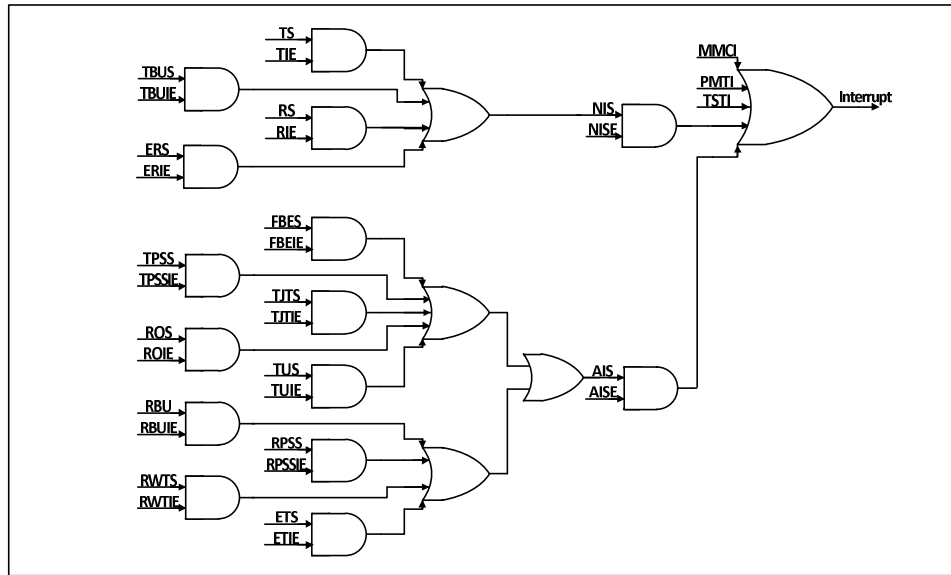 TS
TIE
TBUS
TBUIE
RS
RIE
ERS
ERIE
NIS
NISE
MMCI
PMTI
TSTI
Interrupt
FBES
FBEIE
TPSS
TPSSIE
TJTS
TJTIE
ROS
ROIE
TUS
TUIE
AIS
AISE
RBU
RBUIE
RPSS
RPSSIE
RWTS
RWTIE
ETS
ETIE